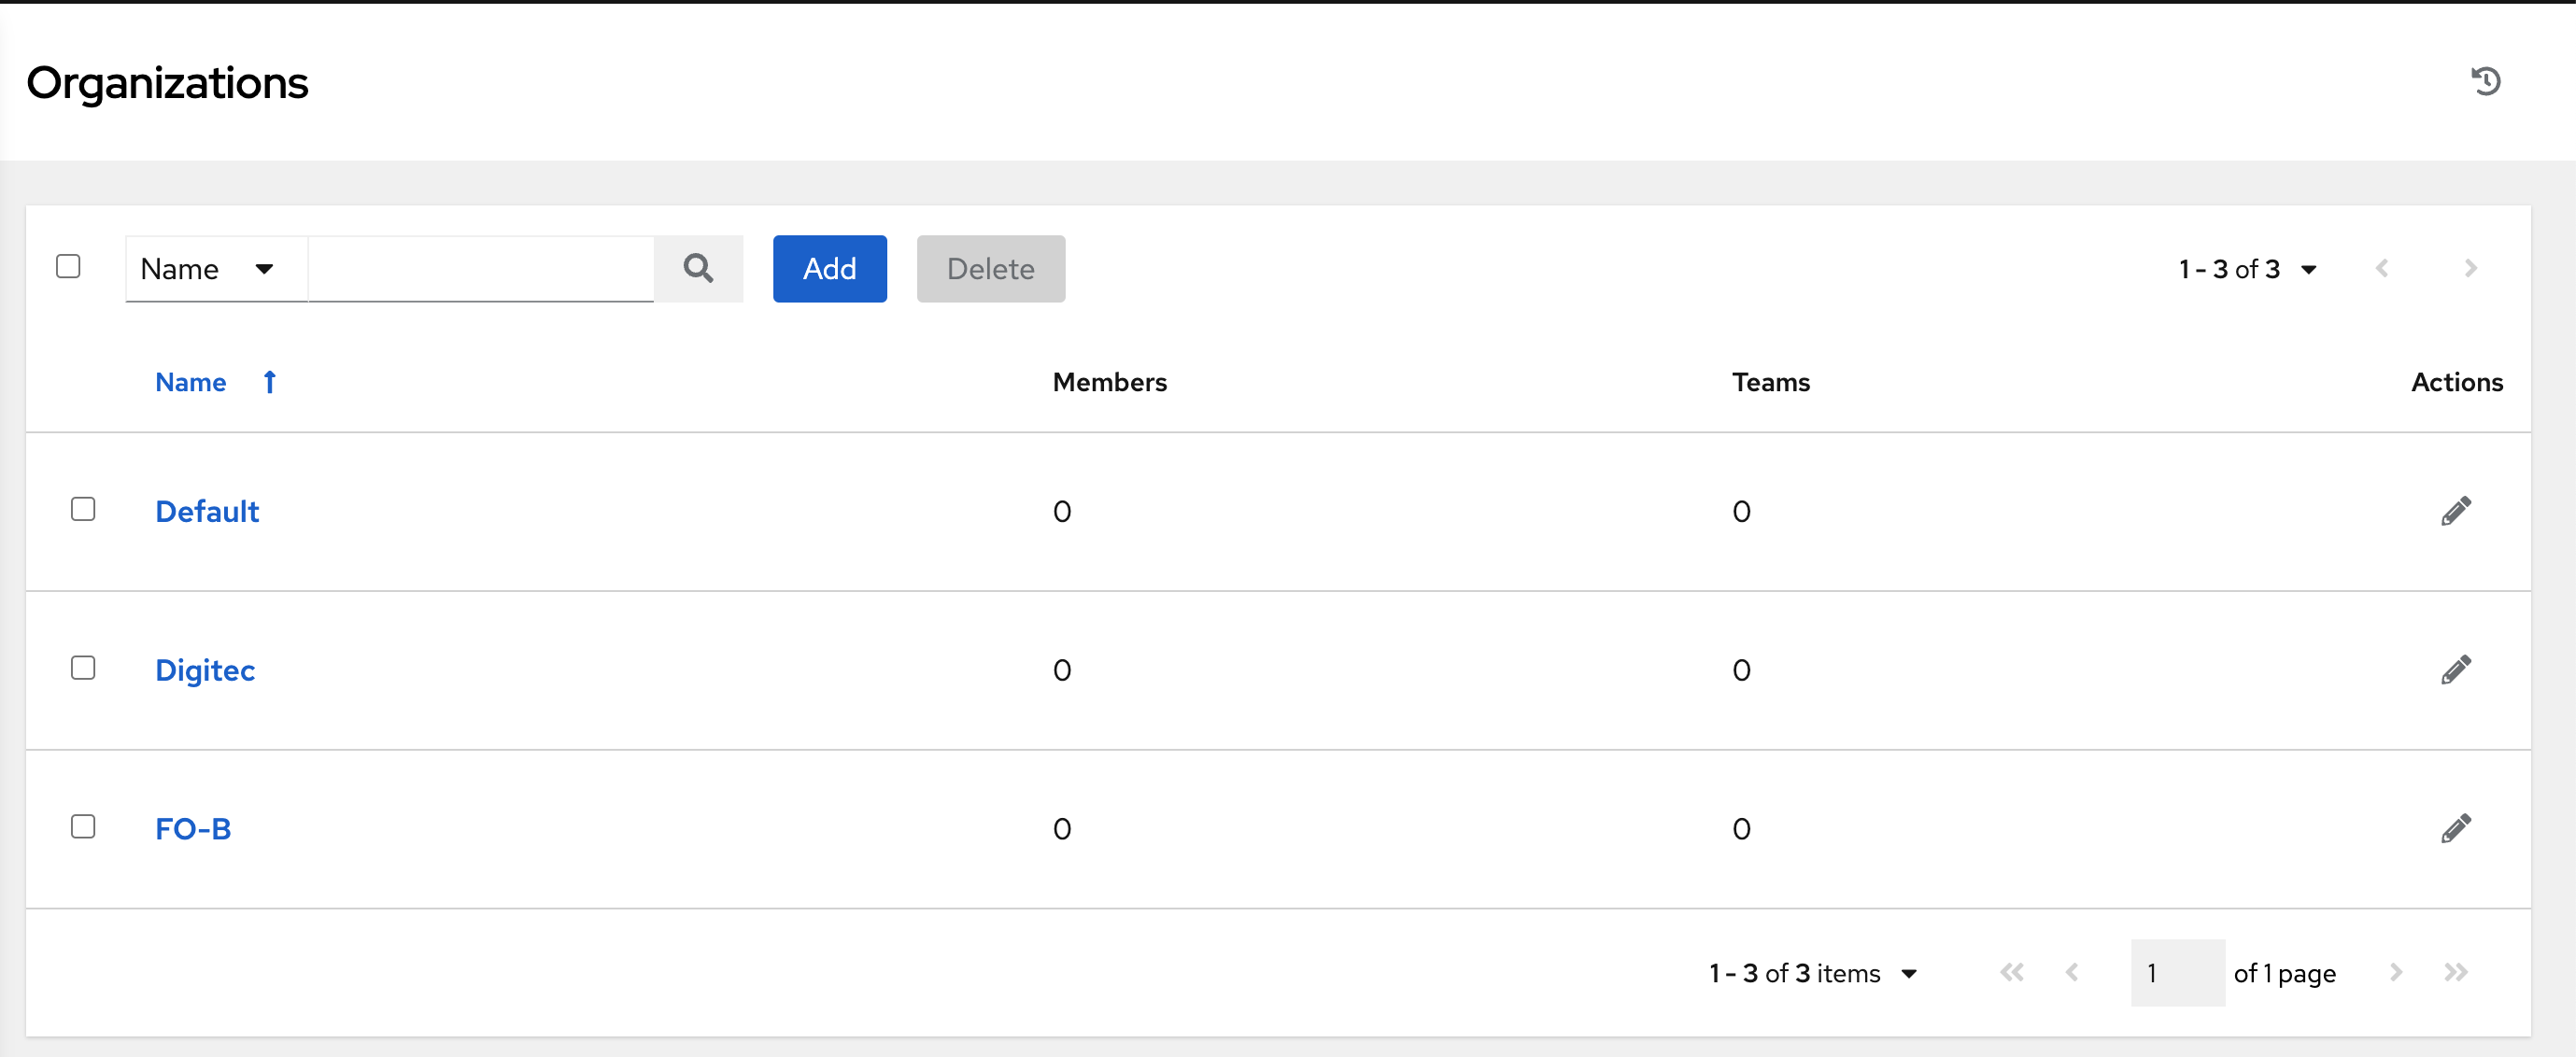 Organizations
Name Add Delete 1 - 3 of 3
Name Members Teams Actions
Default 0 0
Digitec 0 0
FO-B 0 0
1 - 3 of 3 items 1 of 1 page